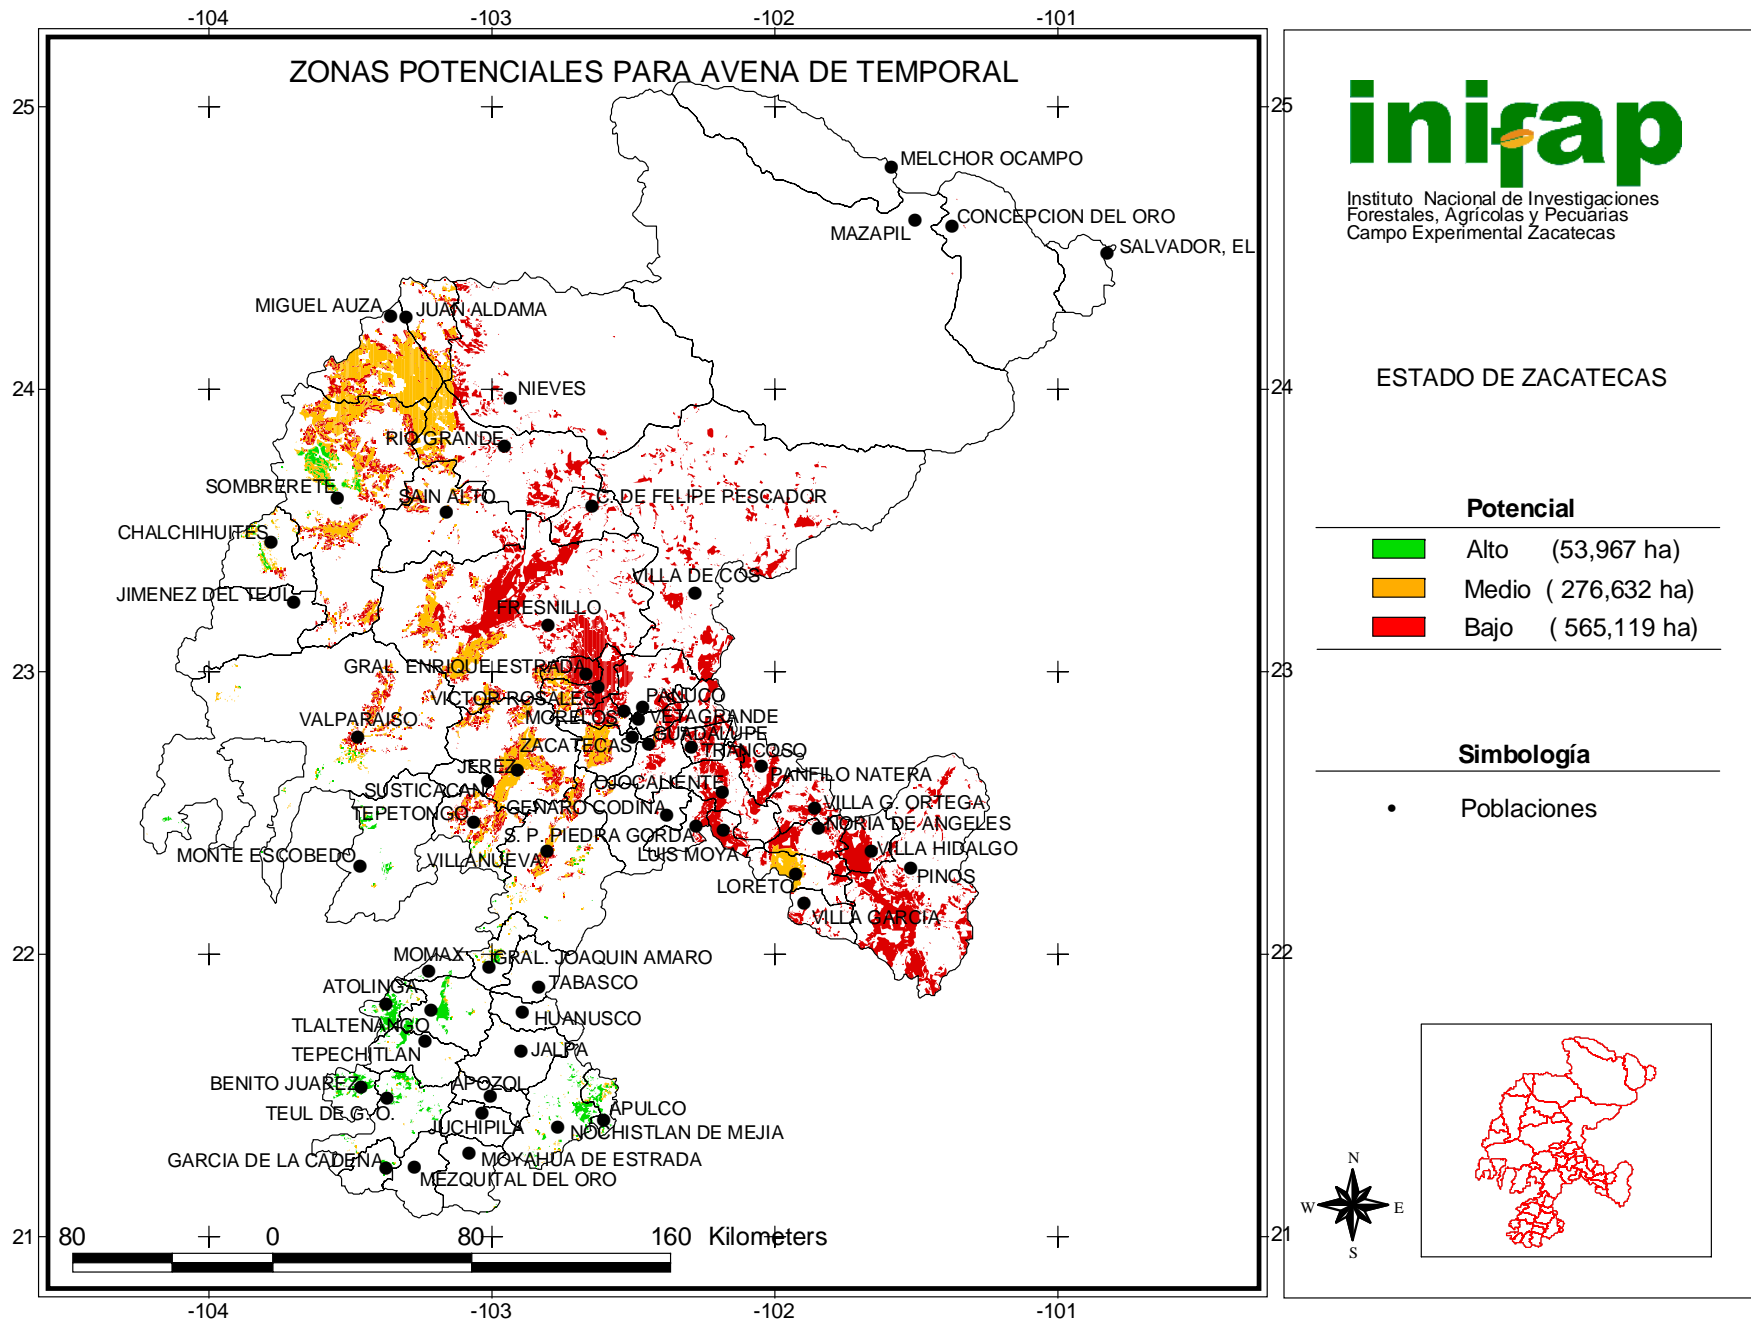 -104 -103 -102 -101
ZONAS POTENCIALES PARA AVENA DE TEMPORAL
25 25
MELCHOR OCAMPO
CONCEPCION DEL ORO
MAZAPIL
SALVADOR, EL
MIGUEL AUZA
JUAN ALDAMA
24 24
NIEVES
RIO GRANDE
SOMBRERETE
SAIN ALTO
C. DE FELIPE PESCADOR
CHALCHIHUITES
VILLA DE COS
JIMENEZ DEL TEUL
FRESNILLO
23 23
GRAL. ENRIQUE ESTRADA
VICTOR ROSALES
PANUCO
VALPARAISO
MORELOS
VETAGRANDE
GUADALUPE
ZACATECAS
TRANCOSO
JEREZ
PANFILO NATERA
SUSTICACAN
OJOCALIENTE
TEPETONGO
GENARO CODINA
VILLA G. ORTEGA
NORIA DE ANGELES
S. P. PIEDRA GORDA
MONTE ESCOBEDO
VILLANUEVA
LUIS MOYA
VILLA HIDALGO
LORETO
PINOS
VILLA GARCIA
22 22
MOMAX
GRAL. JOAQUIN AMARO
ATOLINGA
TABASCO
TLALTENANGO
HUANUSCO
TEPECHITLAN
JALPA
BENITO JUAREZ
APOZOL
TEUL DE G. O.
APULCO
JUCHIPILA
NOCHISTLAN DE MEJIA
GARCIA DE LA CADENA
MOYAHUA DE ESTRADA
MEZQUITAL DEL ORO
21 21
80 0 80 160 Kilometers
-104 -103 -102 -101
inifap
Instituto Nacional de Investigaciones
Forestales, Agrícolas y Pecuarias
Campo Experimental Zacatecas
ESTADO DE ZACATECAS
Potencial
Alto (53,967 ha)
Medio ( 276,632 ha)
Bajo ( 565,119 ha)
Simbología
Poblaciones
N
W E
S